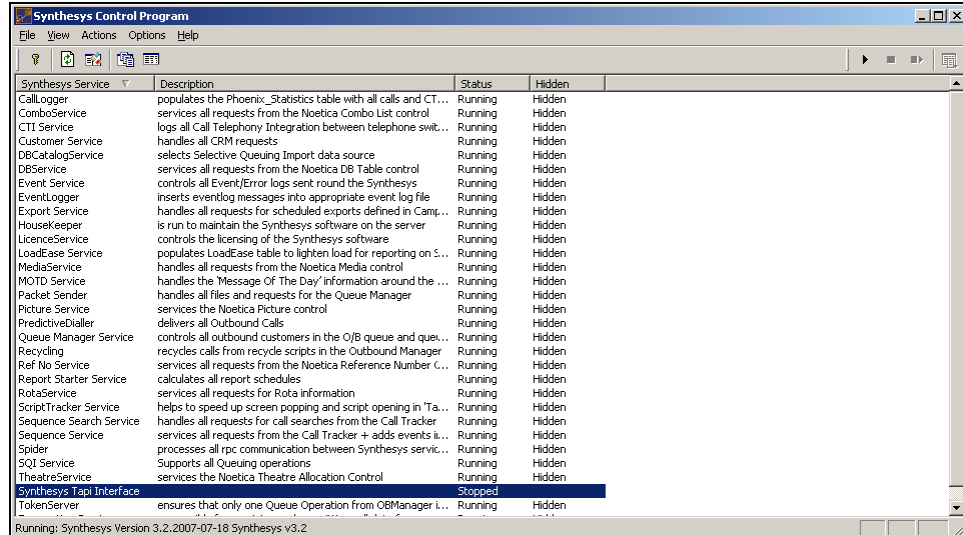 Synthesys Control Program
File View Actions Options Help
Synthesys Service Description Status Hidden
CallLogger populates the Phoenix_Statistics table with all calls and CT... Running Hidden
ComboService services all requests from the Noetica Combo List control Running Hidden
CTI Service logs all Call Telephony Integration between telephone swit... Running Hidden
Customer Service handles all CRM requests Running Hidden
DBCatalogService selects Selective Queuing Import data source Running Hidden
DBService services all requests from the Noetica DB Table control Running Hidden
Event Service controls all Event/Error logs sent round the Synthesys Running Hidden
EventLogger inserts eventlog messages into appropriate event log file Running Hidden
Export Service handles all requests for scheduled exports defined in Camp... Running Hidden
HouseKeeper is run to maintain the Synthesys software on the server Running Hidden
LicenceService controls the licensing of the Synthesys software Running Hidden
LoadEase Service populates LoadEase table to lighten load for reporting on S... Running Hidden
MediaService handles all requests from the Noetica Media control Running Hidden
MOTD Service handles the 'Message Of The Day' information around the ... Running Hidden
Packet Sender handles all files and requests for the Queue Manager Running Hidden
Picture Service services the Noetica Picture control Running Hidden
PredictiveDialler delivers all Outbound Calls Running Hidden
Queue Manager Service controls all outbound customers in the O/B queue and queu... Running Hidden
Recycling recycles calls from recycle scripts in the Outbound Manager Running Hidden
Ref No Service services all requests from the Noetica Reference Number (... Running Hidden
Report Starter Service calculates all report schedules Running Hidden
RotaService services all requests for Rota information Running Hidden
ScriptTracker Service helps to speed up screen popping and script opening in 'Ta... Running Hidden
Sequence Search Service handles all requests for call searches from the Call Tracker Running Hidden
Sequence Service services all requests from the Call Tracker + adds events i... Running Hidden
Spider processes all rpc communication between Synthesys servic... Running Hidden
SQI Service Supports all Queuing operations Running Hidden
TheatreService services the Noetica Theatre Allocation Control Running Hidden
Synthesys Tapi Interface Stopped
TokenServer ensures that only one Queue Operation from OBManager i... Running Hidden
Running: Synthesys Version 3.2.2007-07-18 Synthesys v3.2